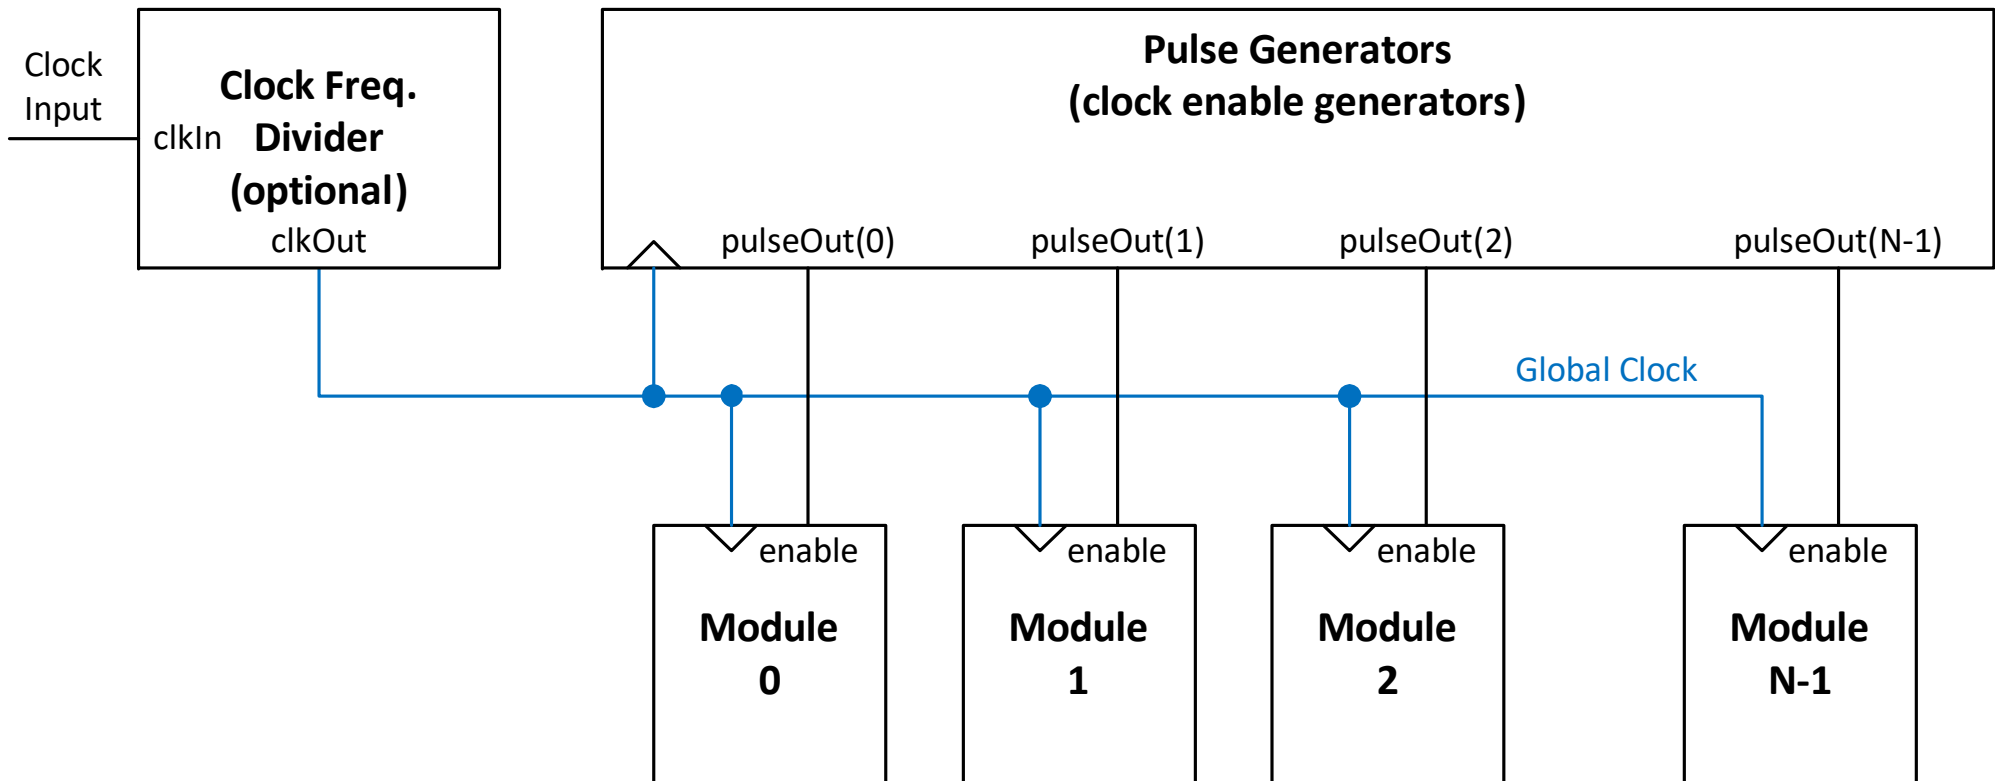 Clock
Input
clkIn
Clock Freq.
Divider
(optional)
clkOut
Pulse Generators
(clock enable generators)
pulseOut(0)
pulseOut(1)
pulseOut(2)
pulseOut(N-1)
Global Clock
enable
Module
0
enable
Module
1
enable
Module
2
enable
Module
N-1